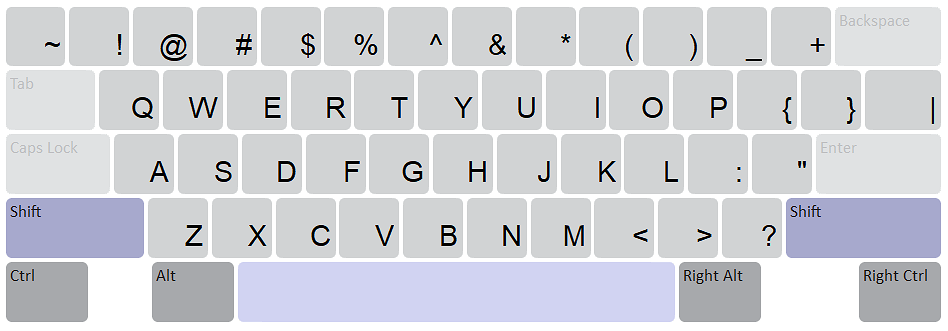 ~ ! @ # $ % ^ & * ( ) _ + Backspace
Tab Q W E R T Y U I O P { } |
Caps Lock A S D F G H J K L : " Enter
Shift Z X C V B N M < > ? Shift
Ctrl Alt Right Alt Right Ctrl